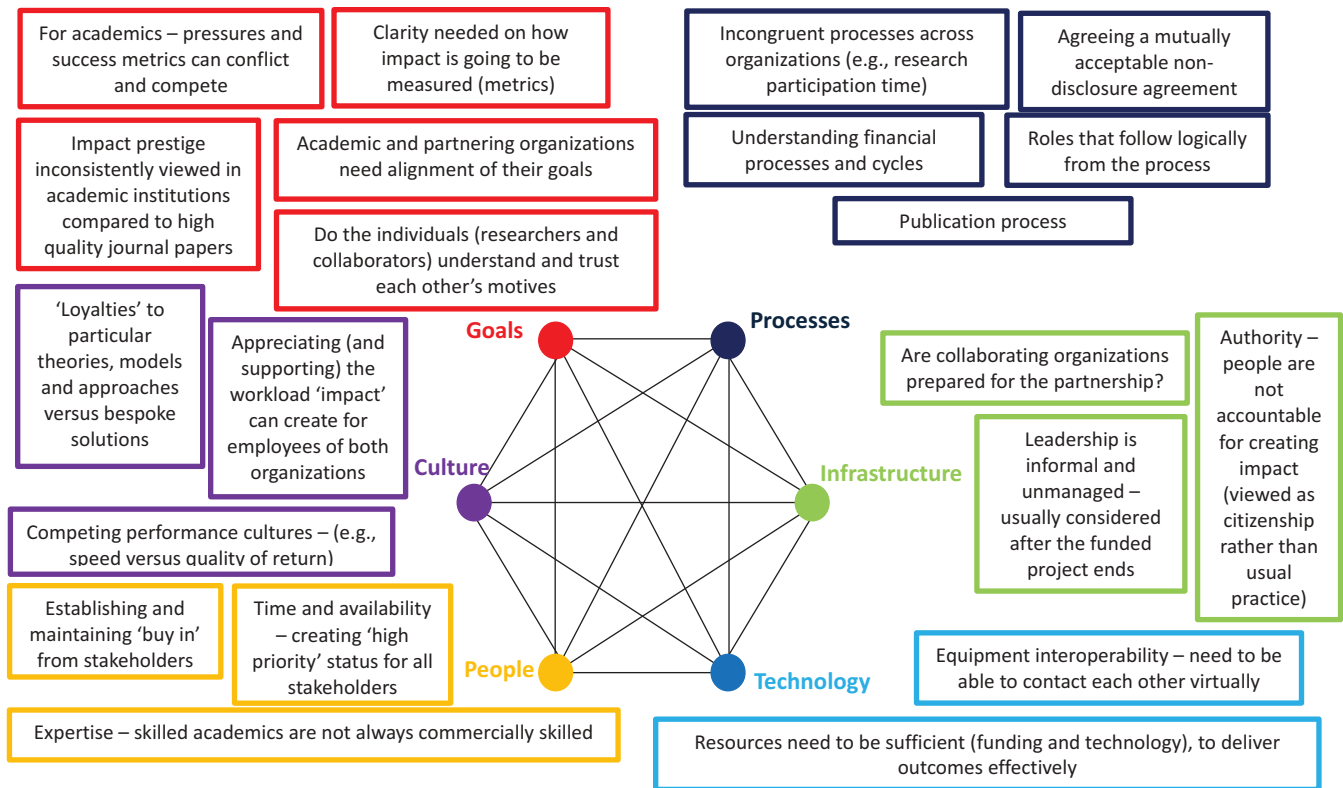 For academics – pressures and
success metrics can conflict
and compete
Clarity needed on how
impact is going to be
measured (metrics)
Impact prestige
inconsistently viewed in
academic institutions
compared to high
quality journal papers
Academic and partnering organizations
need alignment of their goals
Do the individuals (researchers and
collaborators) understand and trust
each other’s motives
Incongruent processes across
organizations (e.g., research
participation time)
Agreeing a mutually
acceptable non-
disclosure agreement
Understanding financial
processes and cycles
Roles that follow logically
from the process
Publication process
‘Loyalties’ to
particular
theories, models
and approaches
versus bespoke
solutions
Appreciating (and
supporting) the
workload ‘impact’
can create for
employees of both
organizations
Competing performance cultures – (e.g.,
speed versus quality of return)
Goals
Processes
Culture
Infrastructure
People
Technology
Are collaborating organizations
prepared for the partnership?
Leadership is
informal and
unmanaged –
usually considered
after the funded
project ends
Authority –
people are
not
accountable
for creating
impact
(viewed as
citizenship
rather than
usual
practice)
Establishing and
maintaining ‘buy in’
from stakeholders
Time and availability
– creating ‘high
priority’ status for all
stakeholders
Expertise – skilled academics are not always commercially skilled
Equipment interoperability – need to be
able to contact each other virtually
Resources need to be sufficient (funding and technology), to deliver
outcomes effectively